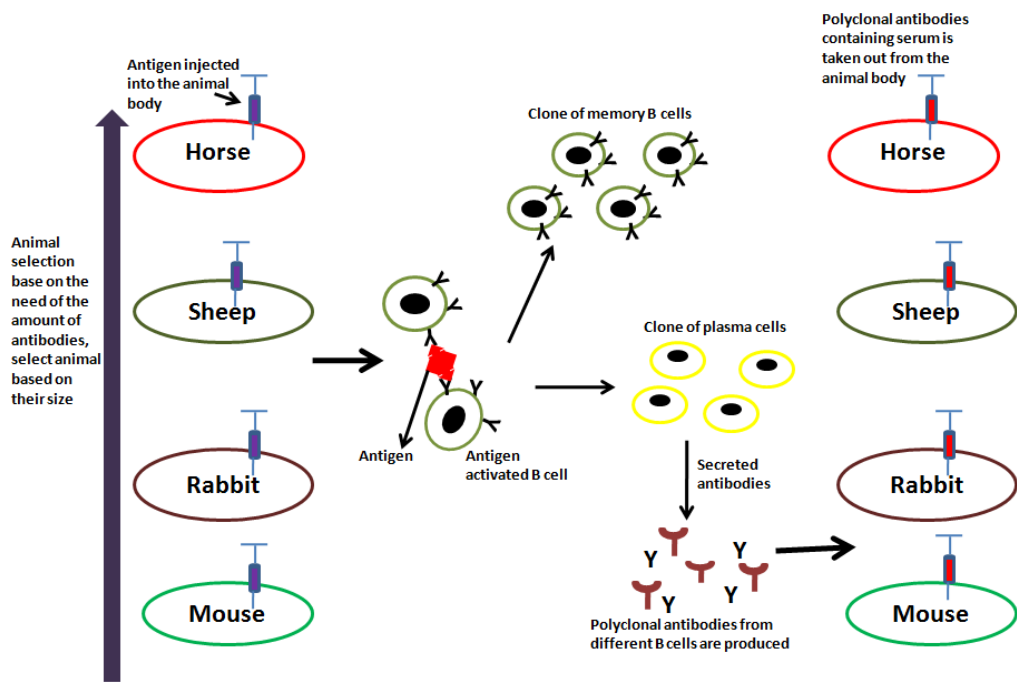 Antigen injected
into the animal
body
Horse
Animal
selection
base on the
need of the
amount of
antibodies,
select animal
based on
their size
Sheep
Rabbit
Mouse
Clone of memory B cells
Antigen
Antigen
activated B cell
Clone of plasma cells
Secreted
antibodies
Y
Y
Y
Y
Polyclonal antibodies from
different B cells are produced
Polyclonal antibodies
containing serum is
taken out from the
animal body
Horse
Sheep
Rabbit
Mouse